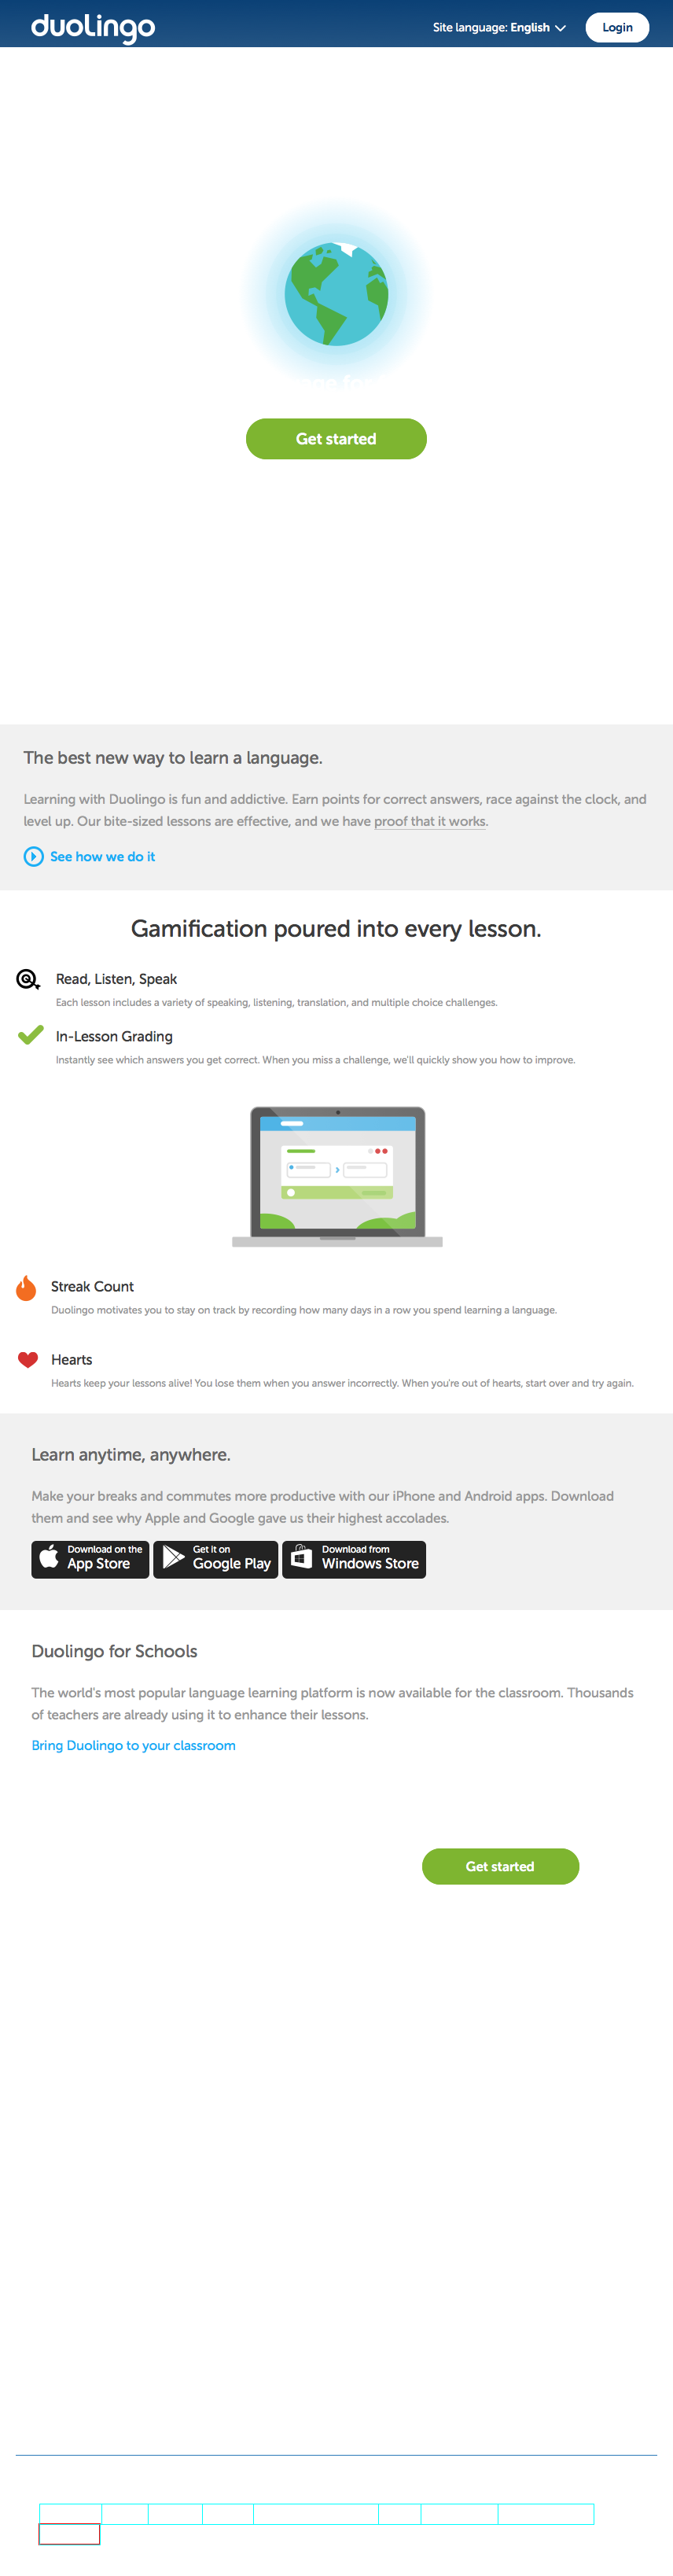 duolingo
Site language: English
Login
Get started
The best new way to learn a language.
Learning with Duolingo is fun and addictive. Earn points for correct answers, race against the clock, and
level up. Our bite-sized lessons are effective, and we have proof that it works.
See how we do it
Gamification poured into every lesson.
Read, Listen, Speak
Each lesson includes a variety of speaking, listening, translation, and multiple choice challenges.
In-Lesson Grading
Instantly see which answers you get correct. When you miss a challenge, we'll quickly show you how to improve.
Streak Count
Duolingo motivates you to stay on track by recording how many days in a row you spend learning a language.
Hearts
Hearts keep your lessons alive! You lose them when you answer incorrectly. When you're out of hearts, start over and try again.
Learn anytime, anywhere.
Make your breaks and commutes more productive with our iPhone and Android apps. Download
them and see why Apple and Google gave us their highest accolades.
Download on the
App Store
Get it on
Google Play
Download from
Windows Store
Duolingo for Schools
The world's most popular language learning platform is now available for the classroom. Thousands
of teachers are already using it to enhance their lessons.
Bring Duolingo to your classroom
Get started